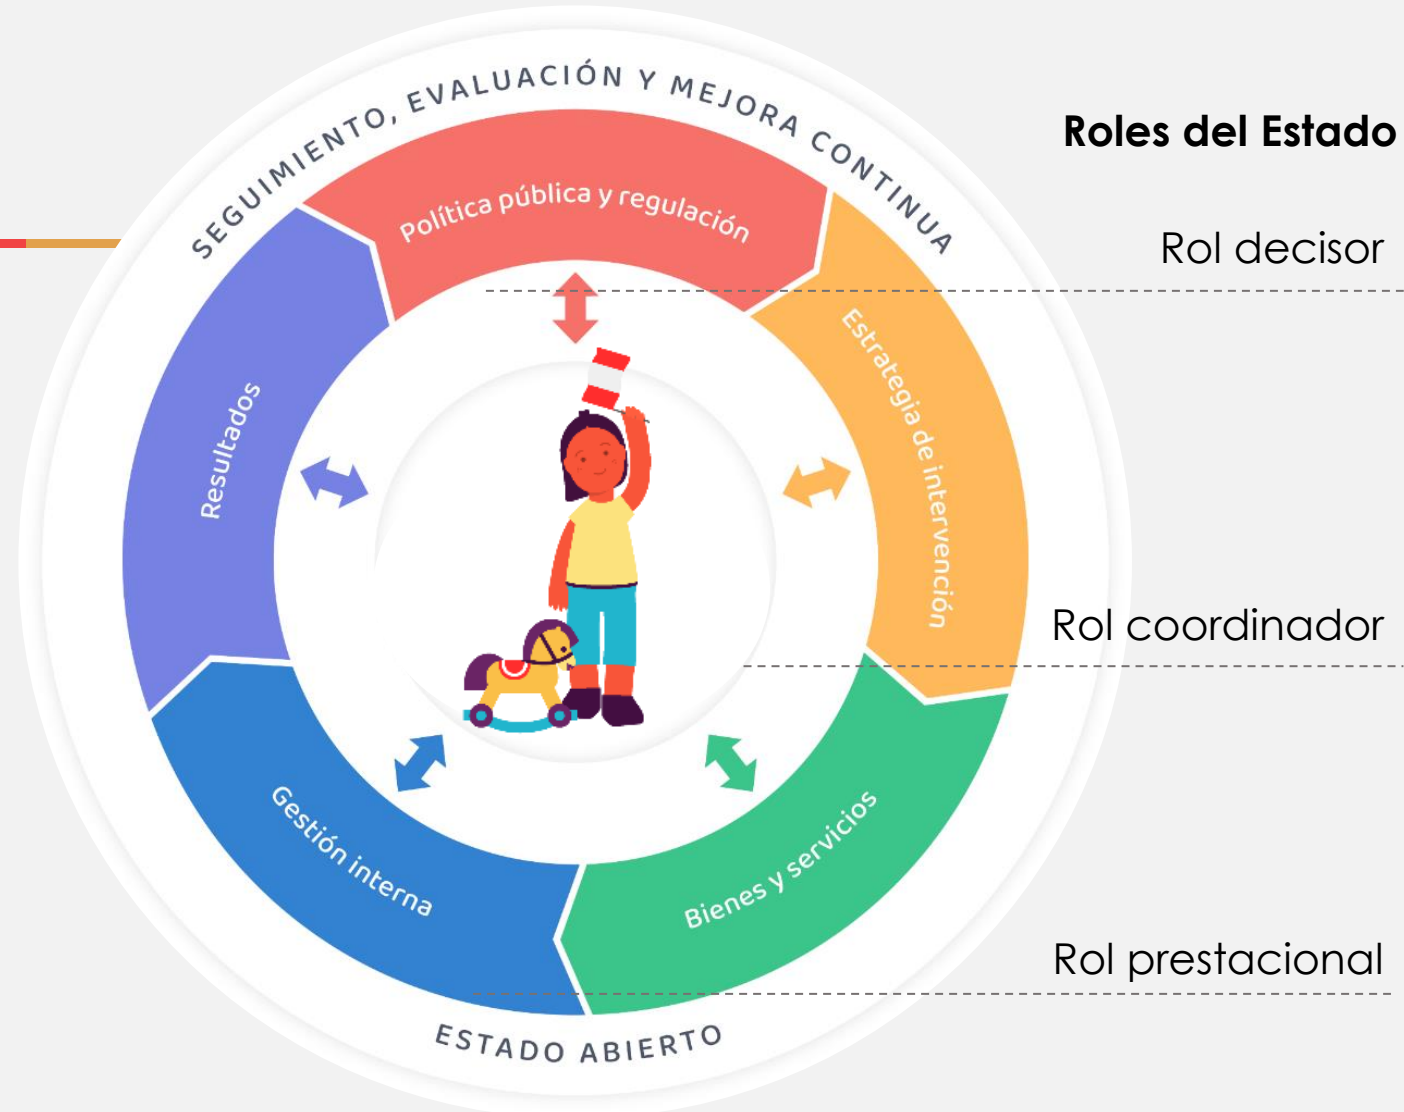 SEGUIMIENTO, EVALUACIÓN Y MEJORA CONTINUA
Roles del Estado
Política pública y regulación
Rol decisor
Estrategia de intervención
Resultados
Rol coordinador
Gestión interna
Bienes y servicios
Rol prestacional
ESTADO ABIERTO